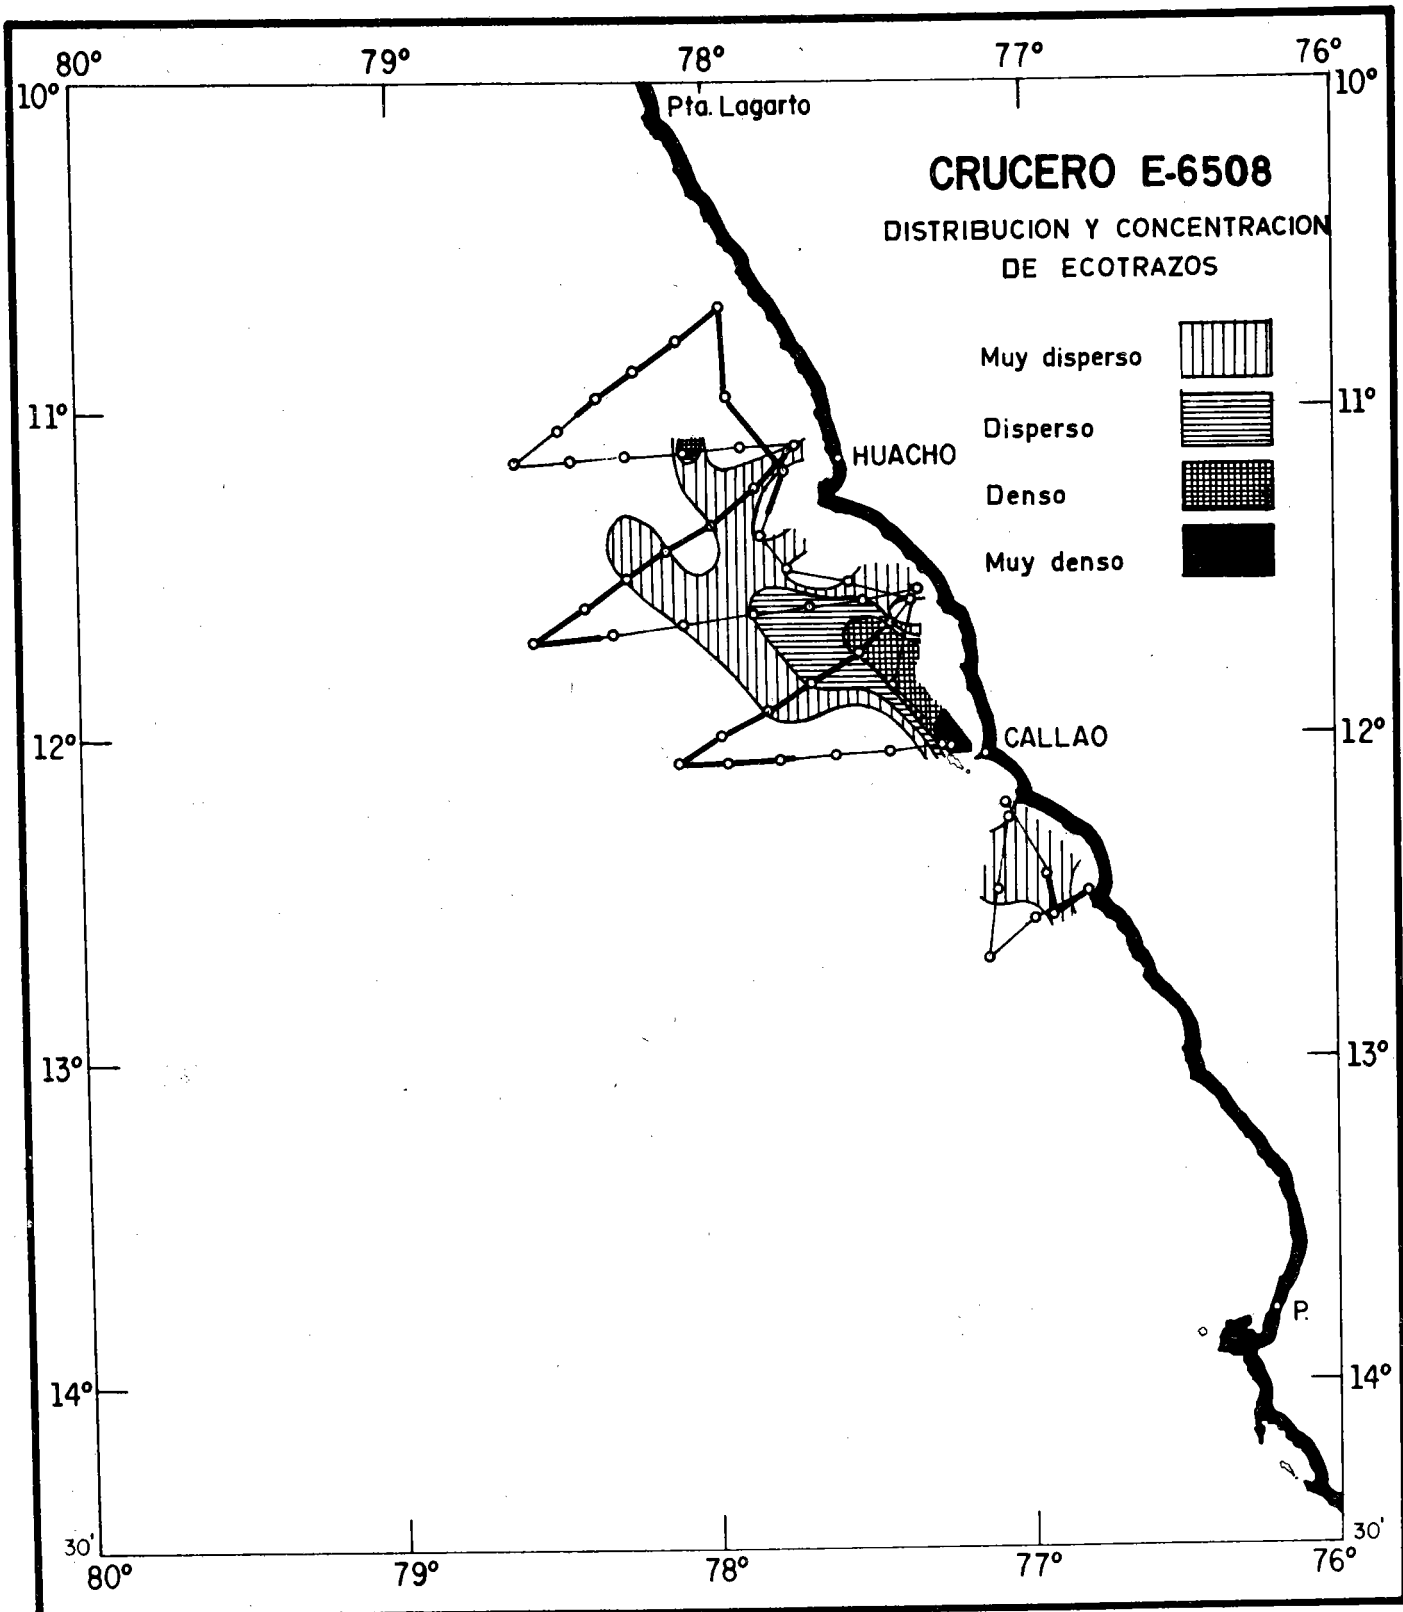 80° 79° 78° 77° 76°
10° 10°
Pta. Lagarto
CRUCERO E-6508
DISTRIBUCION Y CONCENTRACION
DE ECOTRAZOS
Muy disperso
11° 11°
Disperso
HUACHO
Denso
Muy denso
12° 12°
CALLAO
13° 13°
P.
14° 14°
30' 30'
80° 79° 78° 77° 76°